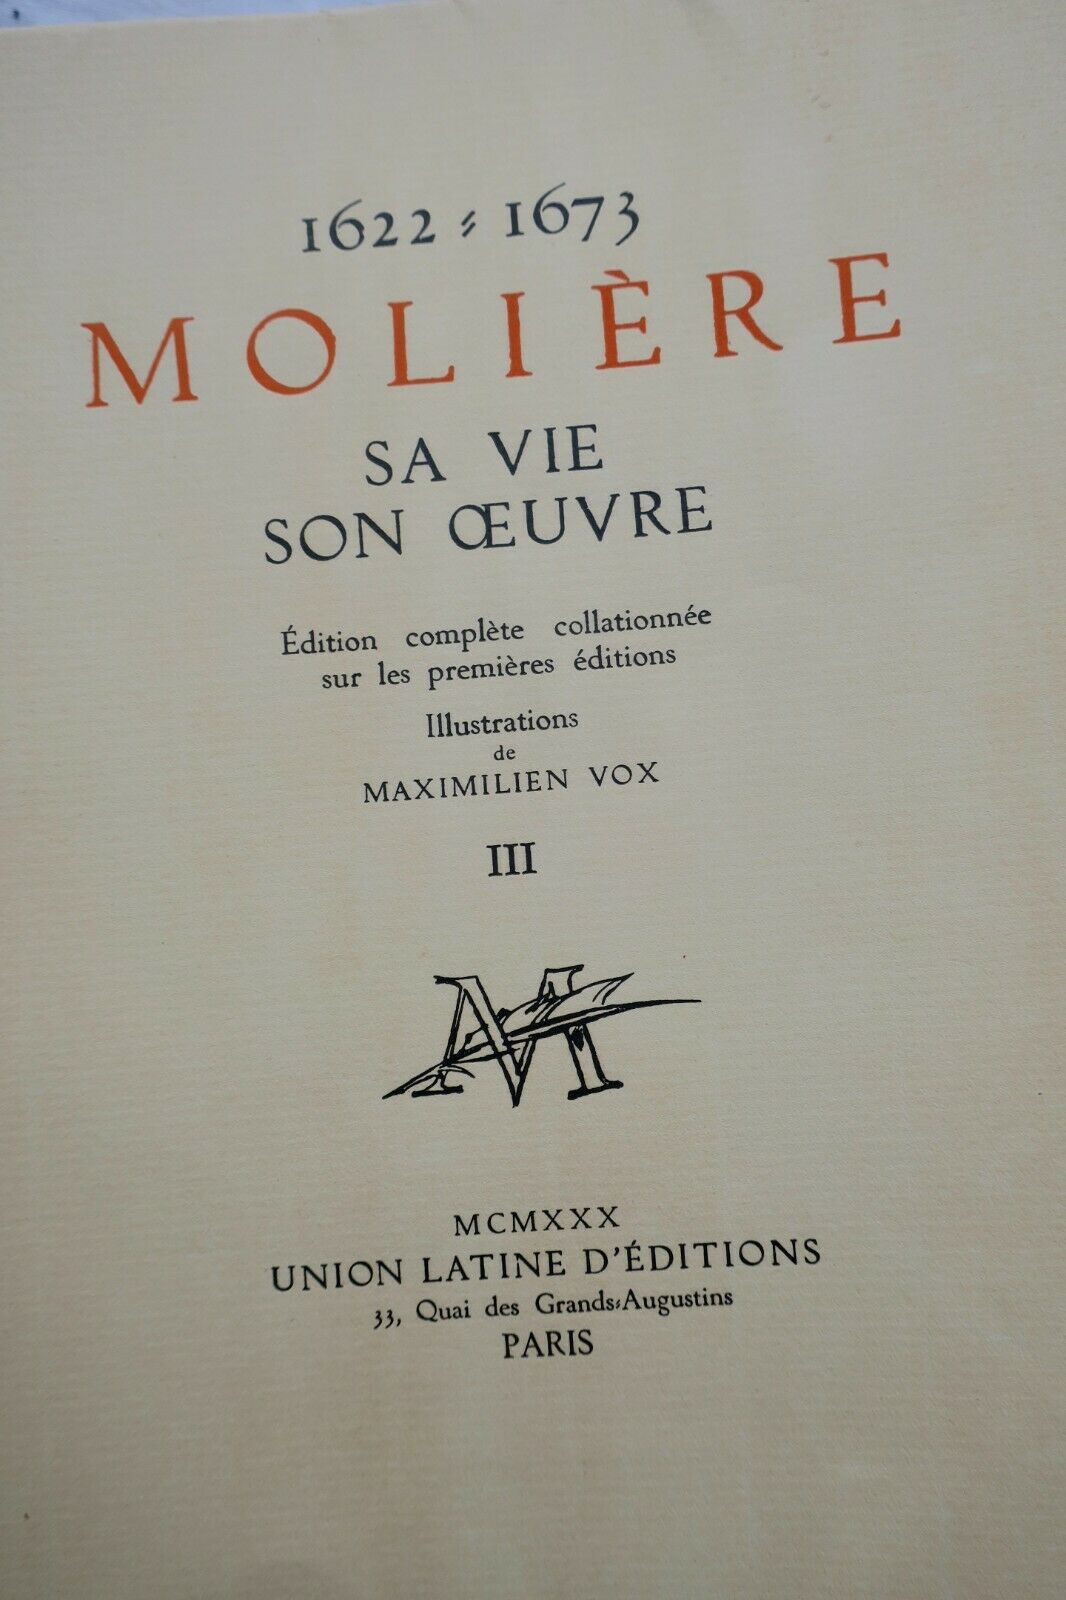 1622 - 1673
MOLIÈRE
SA VIE
SON ŒUVRE
Édition complète collationnée
sur les premières éditions
Illustrations
de
MAXIMILIEN VOX
III
M
MCMXXX
UNION LATINE D'ÉDITIONS
33, Quai des Grands-Augustins
PARIS